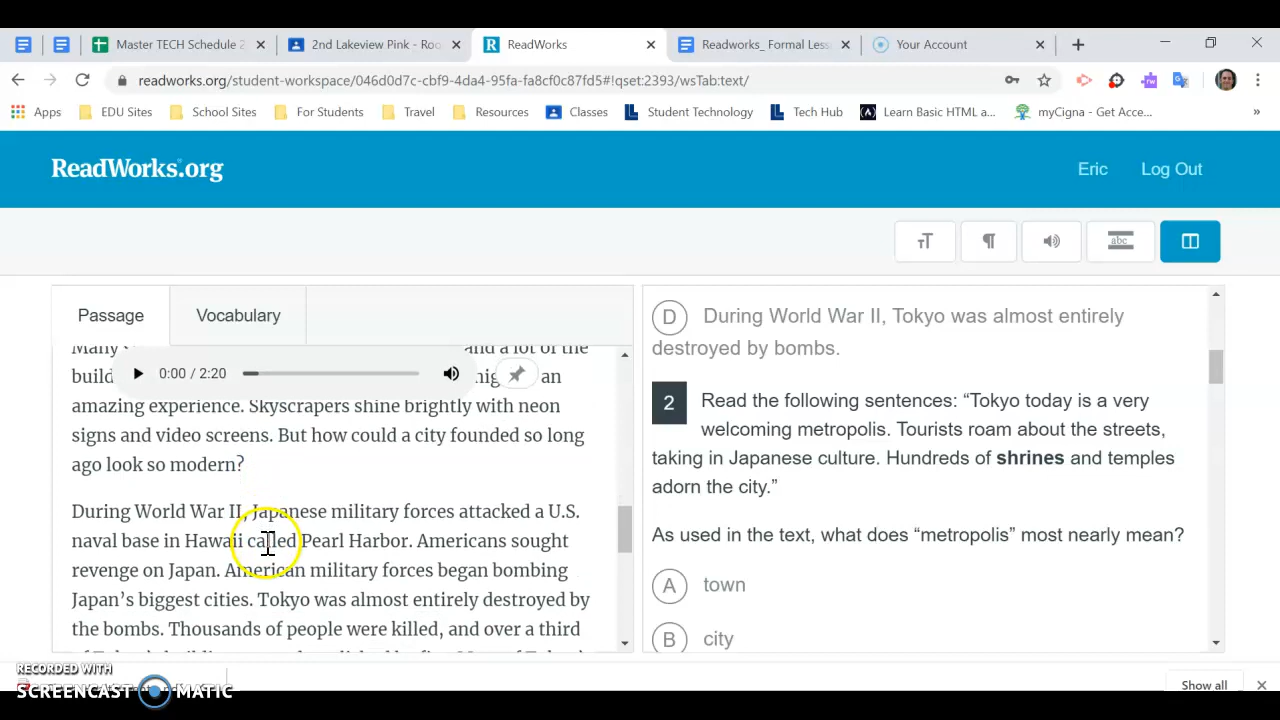 Master TECH Schedule 2
2nd Lakeview Pink - Roo
ReadWorks
Readworks_ Formal Less
Your Account
readworks.org/student-workspace/046d0d7c-cbf9-4da4-95fa-fa8cf0c87fd5#!qset:2393/wsTab:text/
Apps
EDU Sites
School Sites
For Students
Travel
Resources
Classes
Student Technology
Tech Hub
Learn Basic HTML a...
myCigna - Get Acce...
ReadWorks.org
Eric
Log Out
abc
Passage
Vocabulary
Many
and a lot of the
build
0:00 / 2:20
nig
an
amazing experience. Skyscrapers shine brightly with neon
signs and video screens. But how could a city founded so long
ago look so modern?
During World War II, Japanese military forces attacked a U.S.
naval base in Hawaii called Pearl Harbor. Americans sought
revenge on Japan. American military forces began bombing
Japan's biggest cities. Tokyo was almost entirely destroyed by
the bombs. Thousands of people were killed, and over a third
D During World War II, Tokyo was almost entirely
destroyed by bombs.
2 Read the following sentences: “Tokyo today is a very
welcoming metropolis. Tourists roam about the streets,
taking in Japanese culture. Hundreds of shrines and temples
adorn the city.”
As used in the text, what does “metropolis” most nearly mean?
A town
B city
RECORDED WITH
SCREENCAST MATIC
Show all